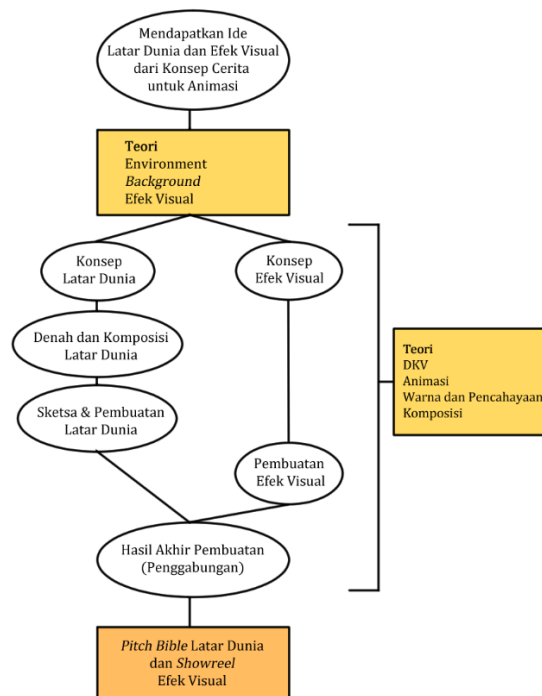 Mendapatkan Ide
Latar Dunia dan Efek Visual
dari Konsep Cerita
untuk Animasi
Teori
Environment
Background
Efek Visual
Konsep
Latar Dunia
Konsep
Efek Visual
Denah dan Komposisi
Latar Dunia
Sketsa & Pembuatan
Latar Dunia
Teori
DKV
Animasi
Warna dan Pencahayaan
Komposisi
Pembuatan
Efek Visual
Hasil Akhir Pembuatan
(Penggabungan)
Pitch Bible Latar Dunia
dan Showreel
Efek Visual